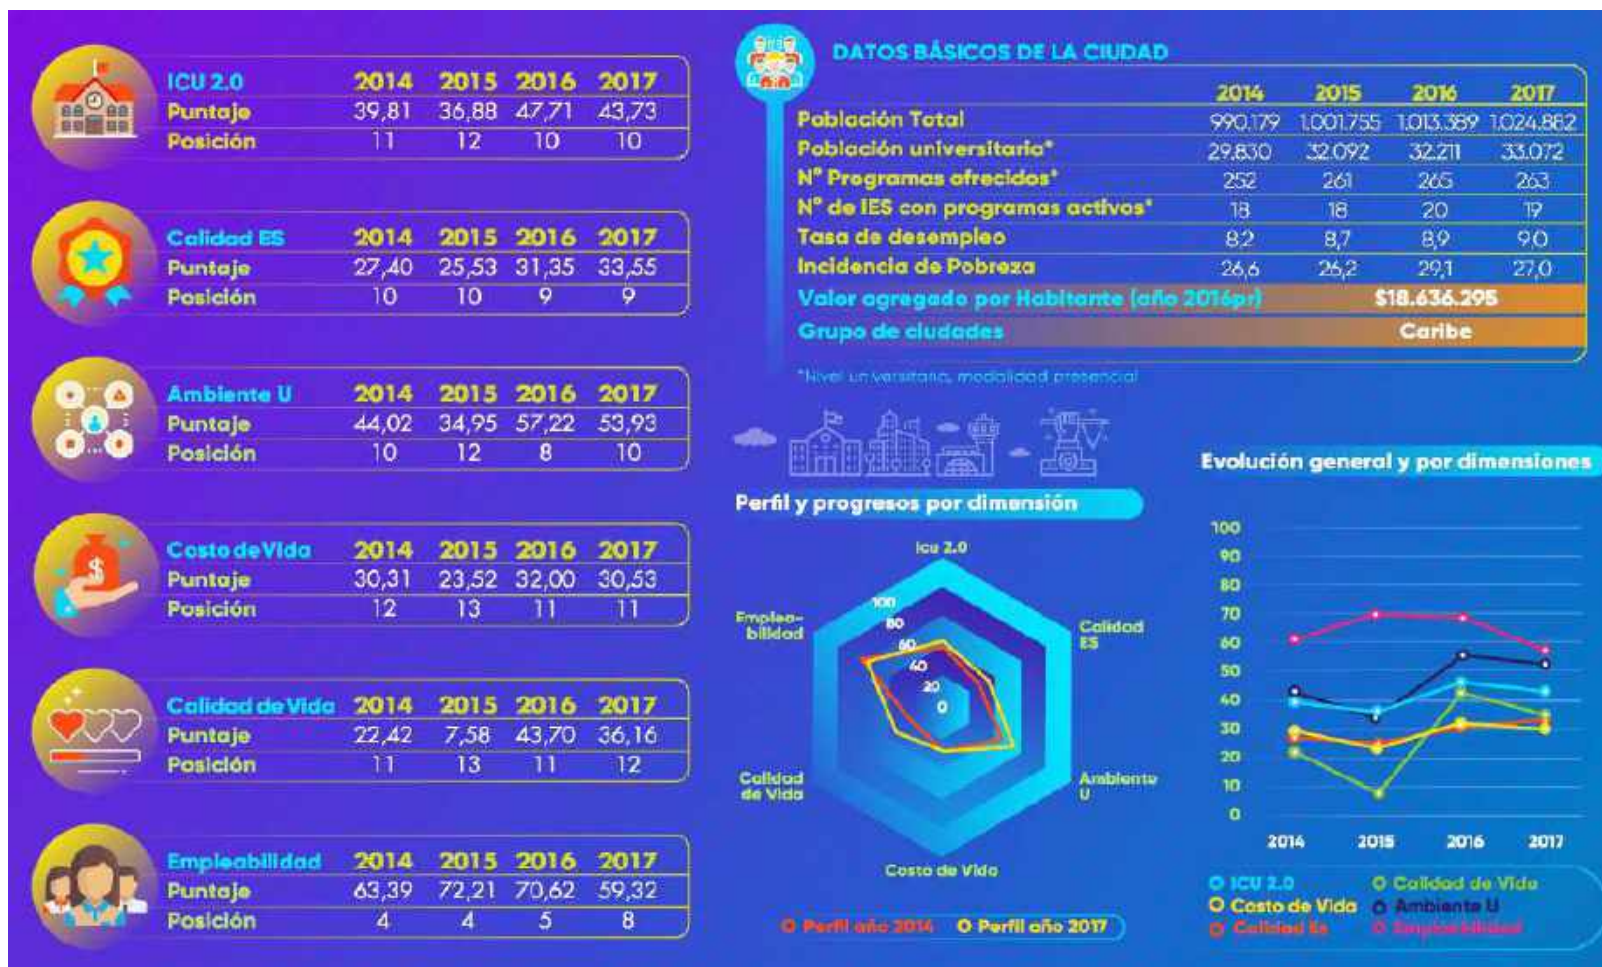 ICU 2.0 2014 2015 2016 2017
Puntaje 39,81 36,88 47,71 43,73
Posición 11 12 10 10
Calidad ES 2014 2015 2016 2017
Puntaje 27,40 25,53 31,35 33,55
Posición 10 10 9 9
Ambiente U 2014 2015 2016 2017
Puntaje 44,02 34,95 57,22 53,93
Posición 10 12 8 10
Costo de Vida 2014 2015 2016 2017
Puntaje 30,31 23,52 32,00 30,53
Posición 12 13 11 11
Calidad de Vida 2014 2015 2016 2017
Puntaje 22,42 7,58 43,70 36,16
Posición 11 13 11 12
Empleabilidad 2014 2015 2016 2017
Puntaje 63,39 72,21 70,62 59,32
Posición 4 4 5 8
DATOS BÁSICOS DE LA CIUDAD
2014 2015 2016 2017
Población Total 990.179 1.001.755 1.013.389 1.024.882
Población universitaria* 29.830 32.092 32.211 33.072
N° Programas ofrecidos* 252 261 265 263
N° de IES con programas activos* 18 18 20 19
Tasa de desempleo 8,2 8,7 8,9 9,0
Incidencia de Pobreza 26,6 26,2 29,1 27,0
Valor agregado por Habitante (año 2016pr) $18.636.295
Grupo de ciudades Caribe
*Nivel universitario, modalidad presencial
Perfil y progresos por dimensión
Icu 2.0
Calidad
ES
Ambiente
U
Costo de Vida
Calidad
de Vida
Emplea-
bilidad
100
80
60
40
20
0
Perfil año 2014 Perfil año 2017
Evolución general y por dimensiones
100
90
80
70
60
50
40
30
20
10
0
2014 2015 2016 2017
ICU 2.0 Calidad de Vida
Costo de Vida Ambiente U
Calidad Es Empleabilidad